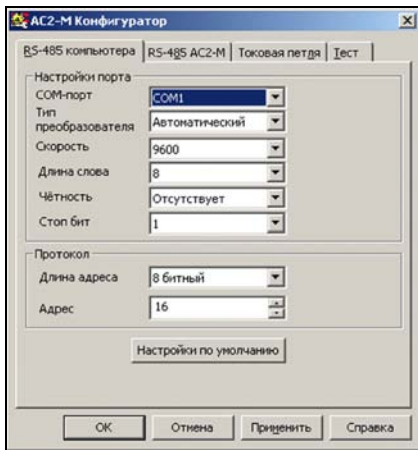 АС2-М Конфигуратор
RS-485 компьютера RS-485 АС2-М Токовая петля Тест
Настройки порта
COM-порт COM1
Тип
преобразователя Автоматический
Скорость 9600
Длина слова 8
Чётность Отсутствует
Стоп бит 1
Протокол
Длина адреса 8 битный
Адрес 16
Настройки по умолчанию
OK Отмена Применить Справка